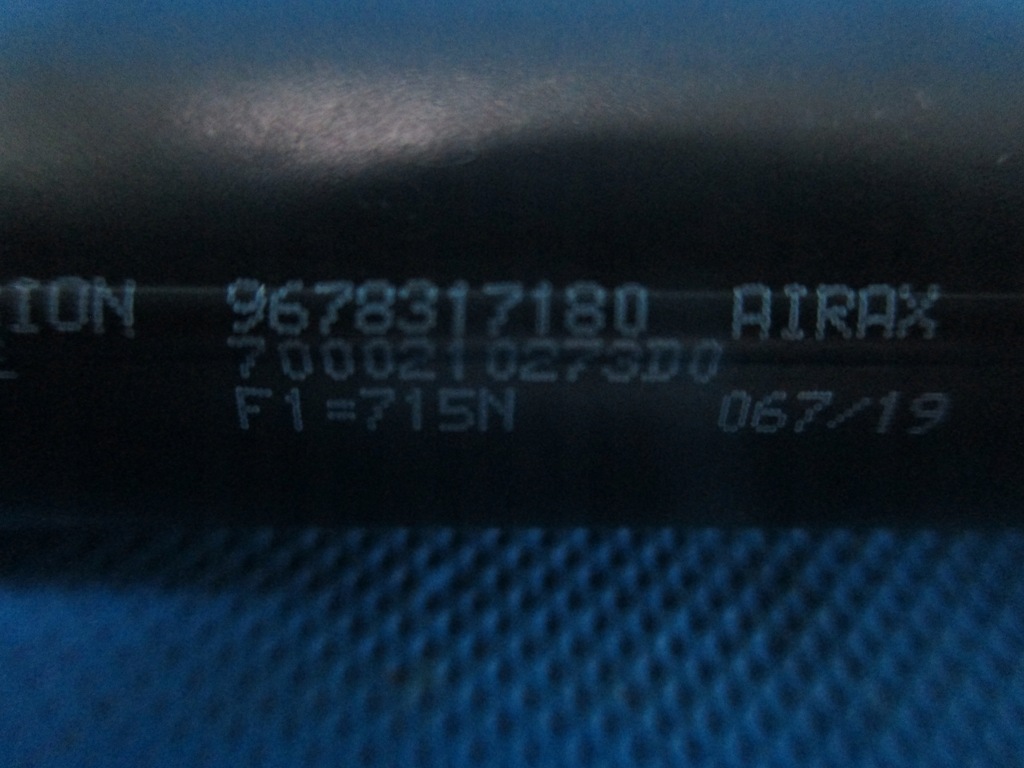 ION 9678317180 AIRAX
7000210273D0
F1=715N 067/19